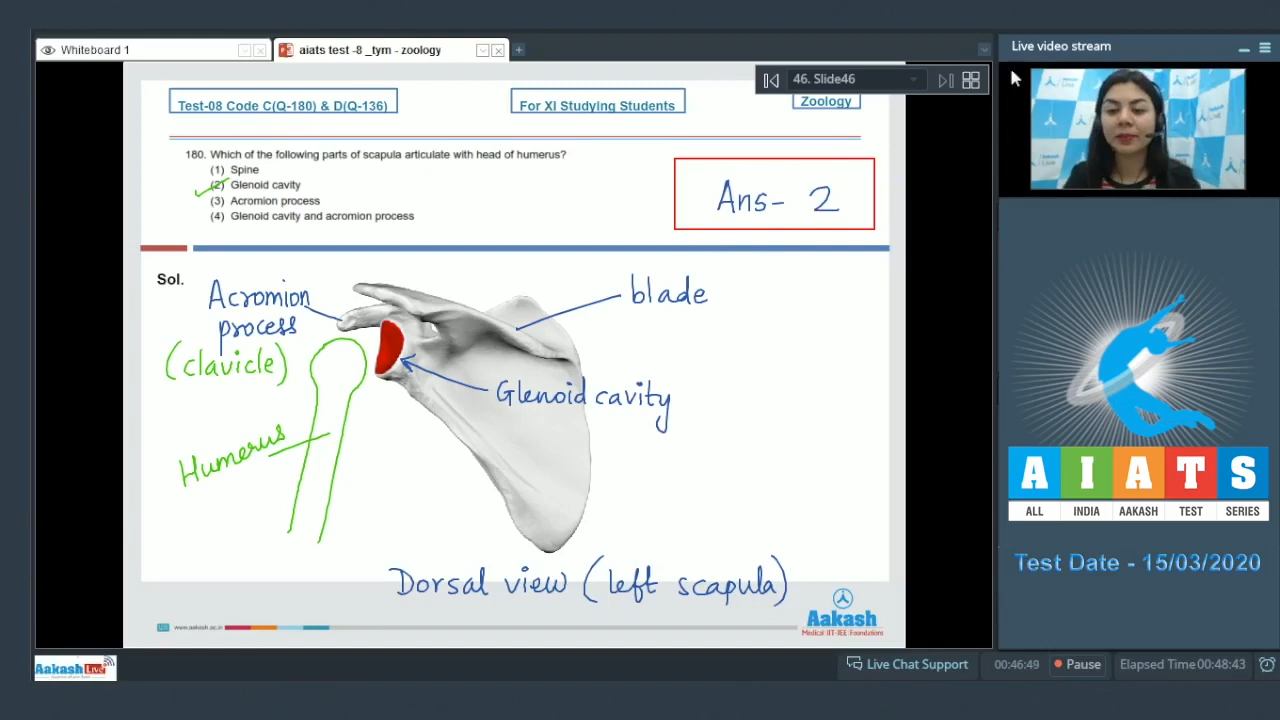 Whiteboard 1
aiats test -8 _tym - zoology
Live video stream
46. Slide46
Test-08 Code C(Q-180) & D(Q-136)
For XI Studying Students
Zoology
180. Which of the following parts of scapula articulate with head of humerus?
(1) Spine
(2) Glenoid cavity
(3) Acromion process
(4) Glenoid cavity and acromion process
Ans- 2
Sol.
Acromion
process
(clavicle)
blade
Glenoid cavity
Humerus
Dorsal view (left scapula)
www.aakash.ac.in
Aakash
Medical|IIT-JEE|Foundations
A I A T S
ALL INDIA AAKASH TEST SERIES
Test Date - 15/03/2020
Aakash Live
Live Chat Support
00:46:49
Pause
Elapsed Time 00:48:43